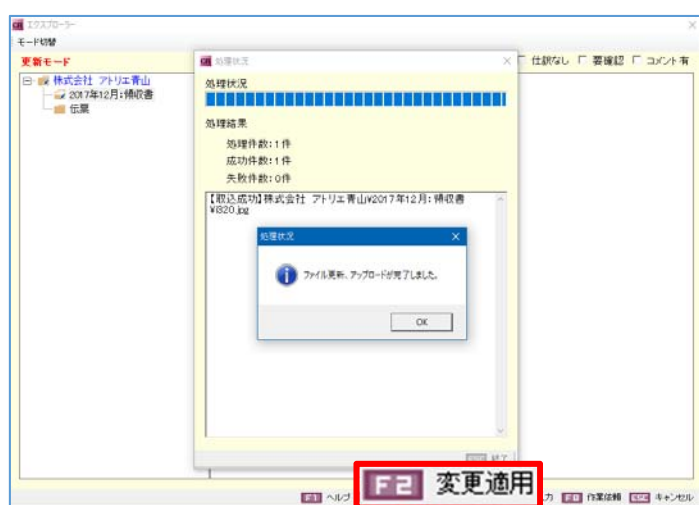 エクスプローラー
モード切替
更新モード
仕訳なし 要確認 コメント有
株式会社 アトリエ青山
2017年12月:領収書
伝票
処理状況
処理状況
処理結果
処理件数:1件
成功件数:1件
失敗件数:0件
【取込成功】株式会社 アトリエ青山¥2017年12月:領収書
¥i320.jpg
処理状況
ファイル更新、アップロードが完了しました。
OK
ESC 終了
F1 ヘルプ
F2 変更適用
力 F10 作業依頼 ESC キャンセル